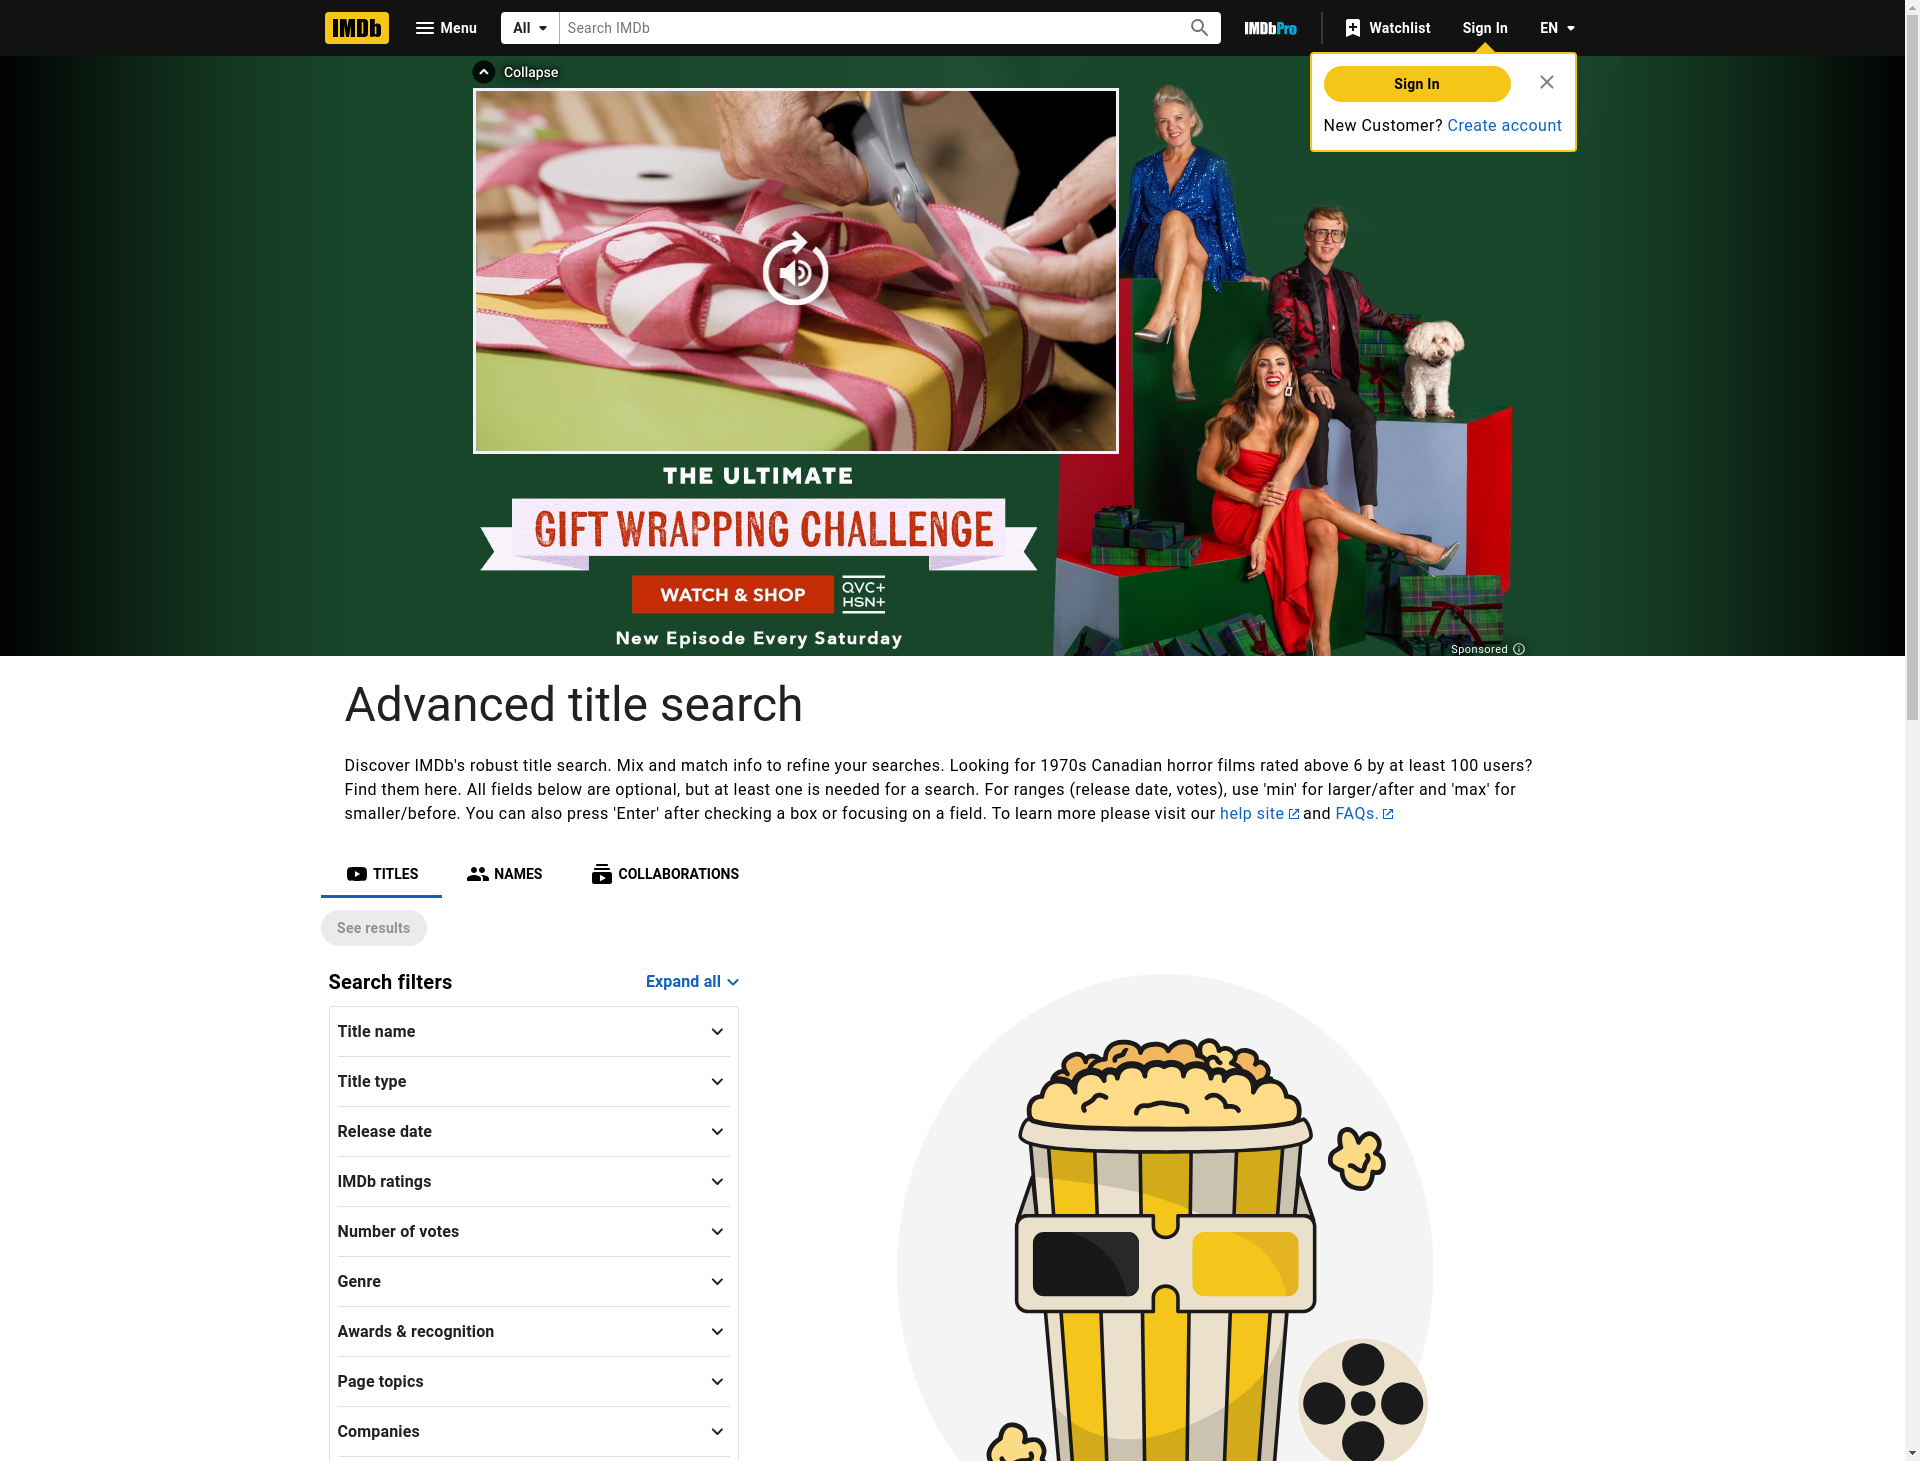 IMDb
Menu
All
Search IMDb
IMDbPro
Watchlist
Sign In
EN
Collapse
Sign In
New Customer? Create account
THE ULTIMATE
GIFT WRAPPING CHALLENGE
WATCH & SHOP
QVC+
HSN+
New Episode Every Saturday
Sponsored
Advanced title search
Discover IMDb's robust title search. Mix and match info to refine your searches. Looking for 1970s Canadian horror films rated above 6 by at least 100 users?
Find them here. All fields below are optional, but at least one is needed for a search. For ranges (release date, votes), use 'min' for larger/after and 'max' for
smaller/before. You can also press 'Enter' after checking a box or focusing on a field. To learn more please visit our help site and FAQs.
TITLES
NAMES
COLLABORATIONS
See results
Search filters
Expand all
Title name
Title type
Release date
IMDb ratings
Number of votes
Genre
Awards & recognition
Page topics
Companies